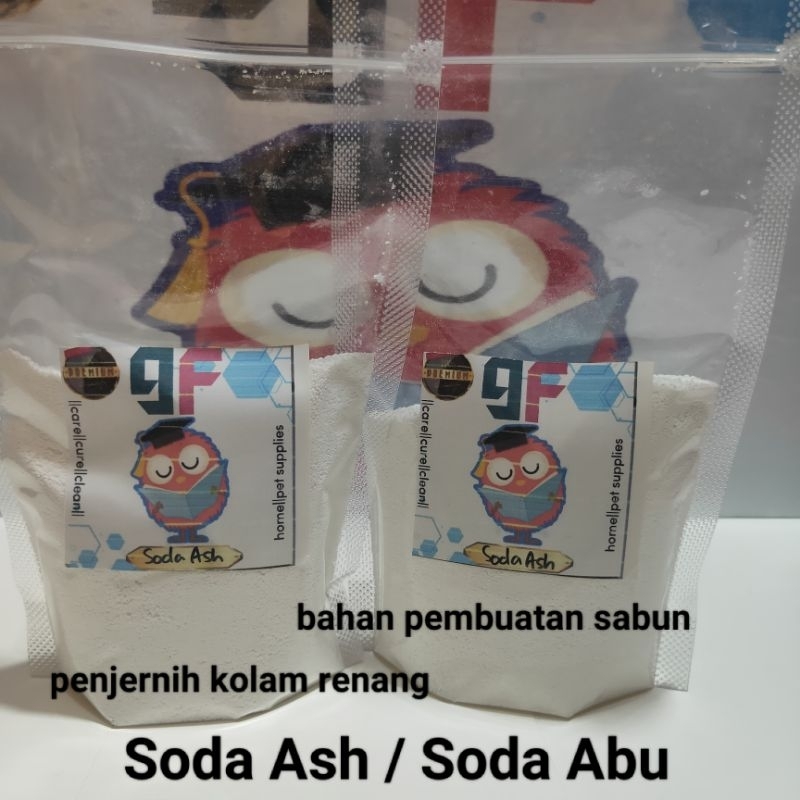 PREMIUM
gF
||care||cure||clean||
home||pet supplies
Soda Ash
PREMIUM
gF
||care||cure||clean||
home||pet supplies
Soda Ash
bahan pembuatan sabun
penjernih kolam renang
Soda Ash / Soda Abu